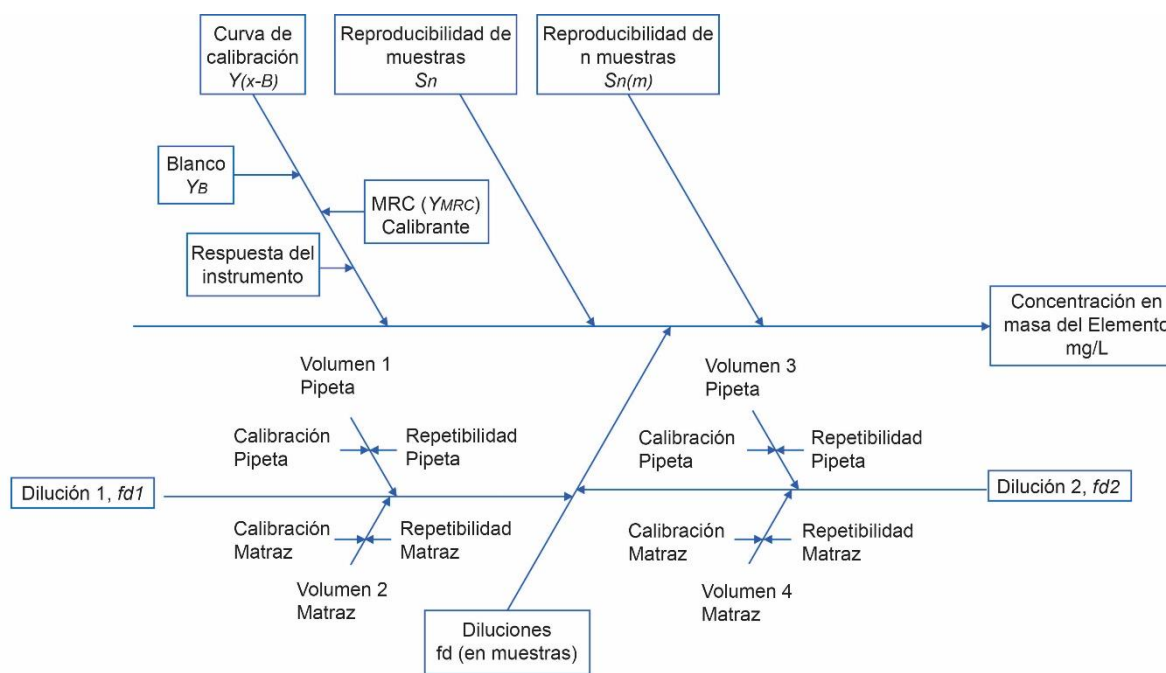 Curva de
calibración
Y(x-B)
Reproducibilidad de
muestras
Sn
Reproducibilidad de
n muestras
Sn(m)
Blanco
YB
MRC (YMRC)
Calibrante
Respuesta del
instrumento
Concentración en
masa del Elemento
mg/L
Volumen 1
Pipeta
Volumen 3
Pipeta
Calibración
Pipeta
Repetibilidad
Pipeta
Calibración
Pipeta
Repetibilidad
Pipeta
Dilución 1, fd1
Dilución 2, fd2
Calibración
Matraz
Repetibilidad
Matraz
Calibración
Matraz
Repetibilidad
Matraz
Volumen 2
Matraz
Volumen 4
Matraz
Diluciones
fd (en muestras)